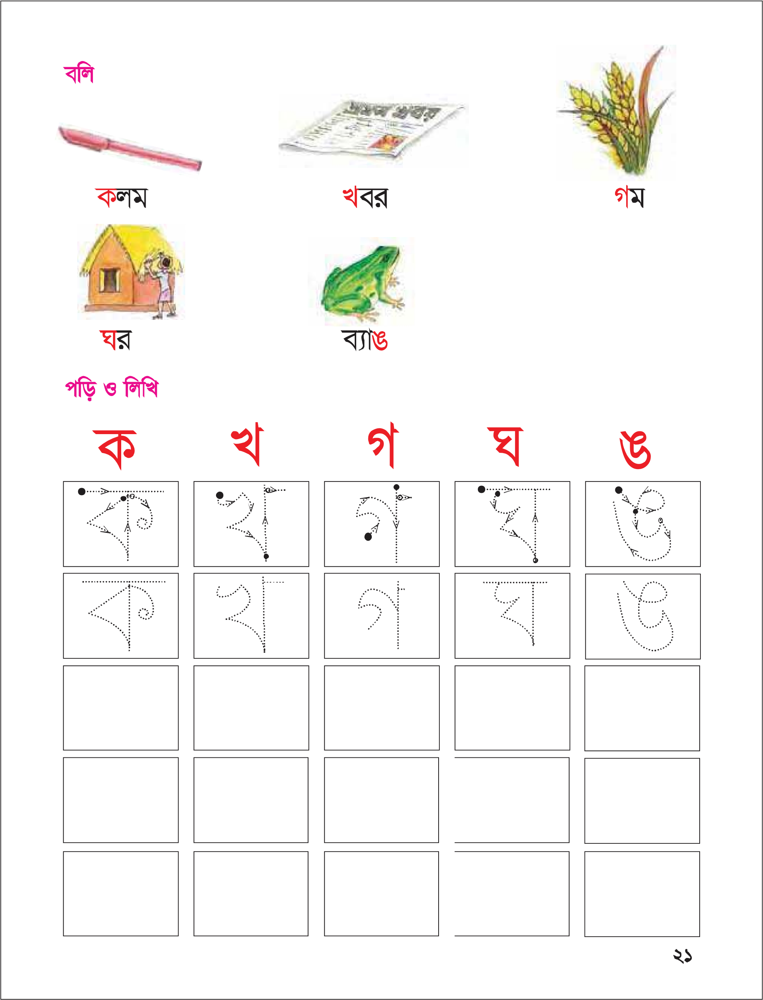 বলি
কলম খবর গম
ঘর ব্যাঙ
পড়ি ও লিখি
ক খ গ ঘ ঙ
ক খ গ ঘ ঙ
ক খ গ ঘ ঙ
২১